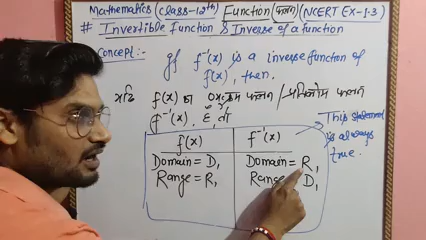 Mathematics (Class-12th) Function (फलन) (NCERT Ex-1.3)
# Invertible Function & Inverse of a function
Concept:- If f⁻¹(x) is a inverse function of
f(x), then.
यदि f(x) का फलन / प्रतिलोम फलन
f⁻¹(x), है, तो
This statement
is always
true.
f(x) f⁻¹(x)
Domain = D, Domain = R,
Range = R, Range = D,